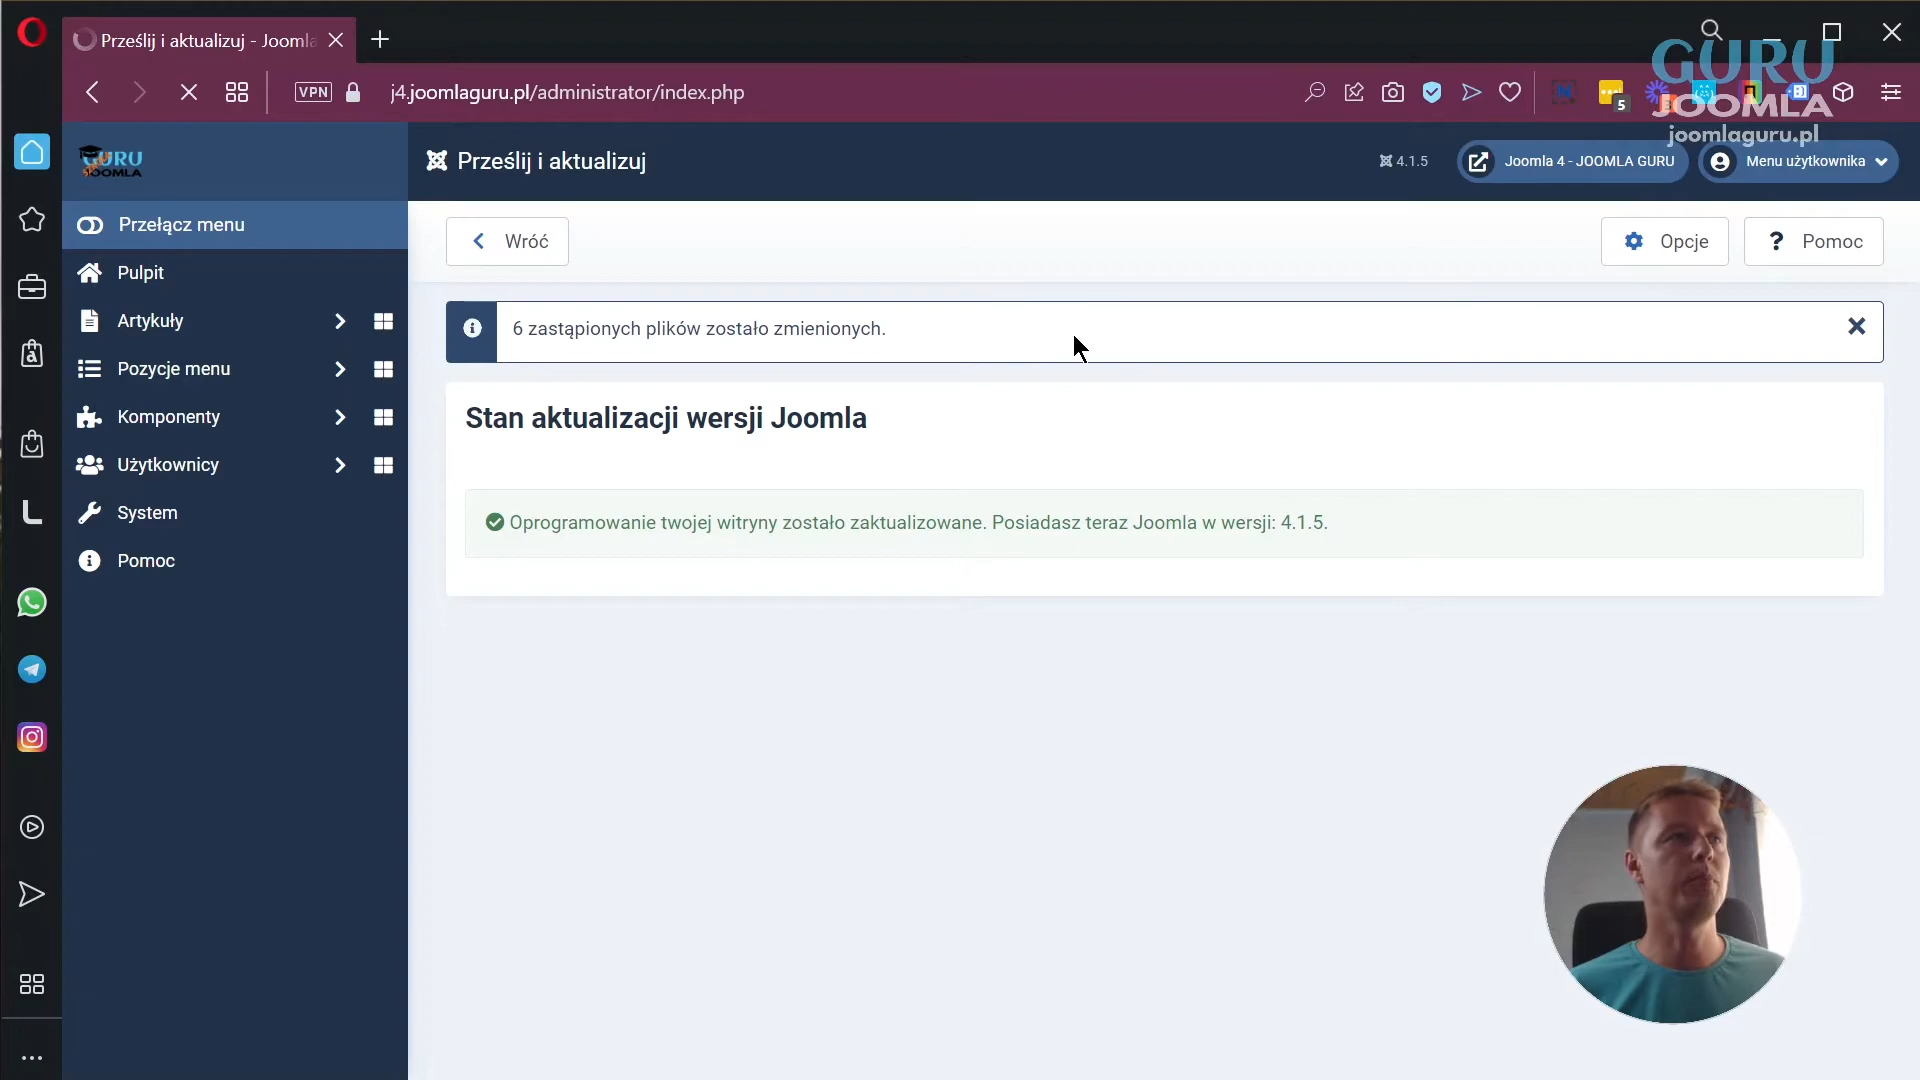 Prześlij i aktualizuj - Joomla
GURU
JOOMLA
joomlaguru.pl
VPN
j4.joomlaguru.pl/administrator/index.php
5
GURU
JOOMLA
Prześlij i aktualizuj
4.1.5
Joomla 4 - JOOMLA GURU
Menu użytkownika
Przełącz menu
Wróć
Opcje
? Pomoc
Pulpit
Artykuły
6 zastąpionych plików zostało zmienionych.
Pozycje menu
Komponenty
Stan aktualizacji wersji Joomla
Użytkownicy
System
Oprogramowanie twojej witryny zostało zaktualizowane. Posiadasz teraz Joomla w wersji: 4.1.5.
Pomoc